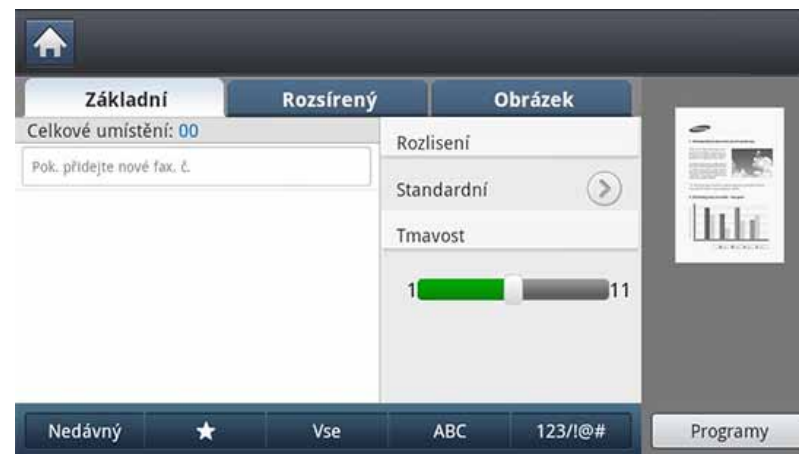 Základní
Rozsírený
Obrázek
Celkové umístění: 00
Pok. přidejte nové fax. č.
Rozlisení
Standardní
Tmavost
1
11
Nedávný
Vse
ABC
123/!@#
Programy